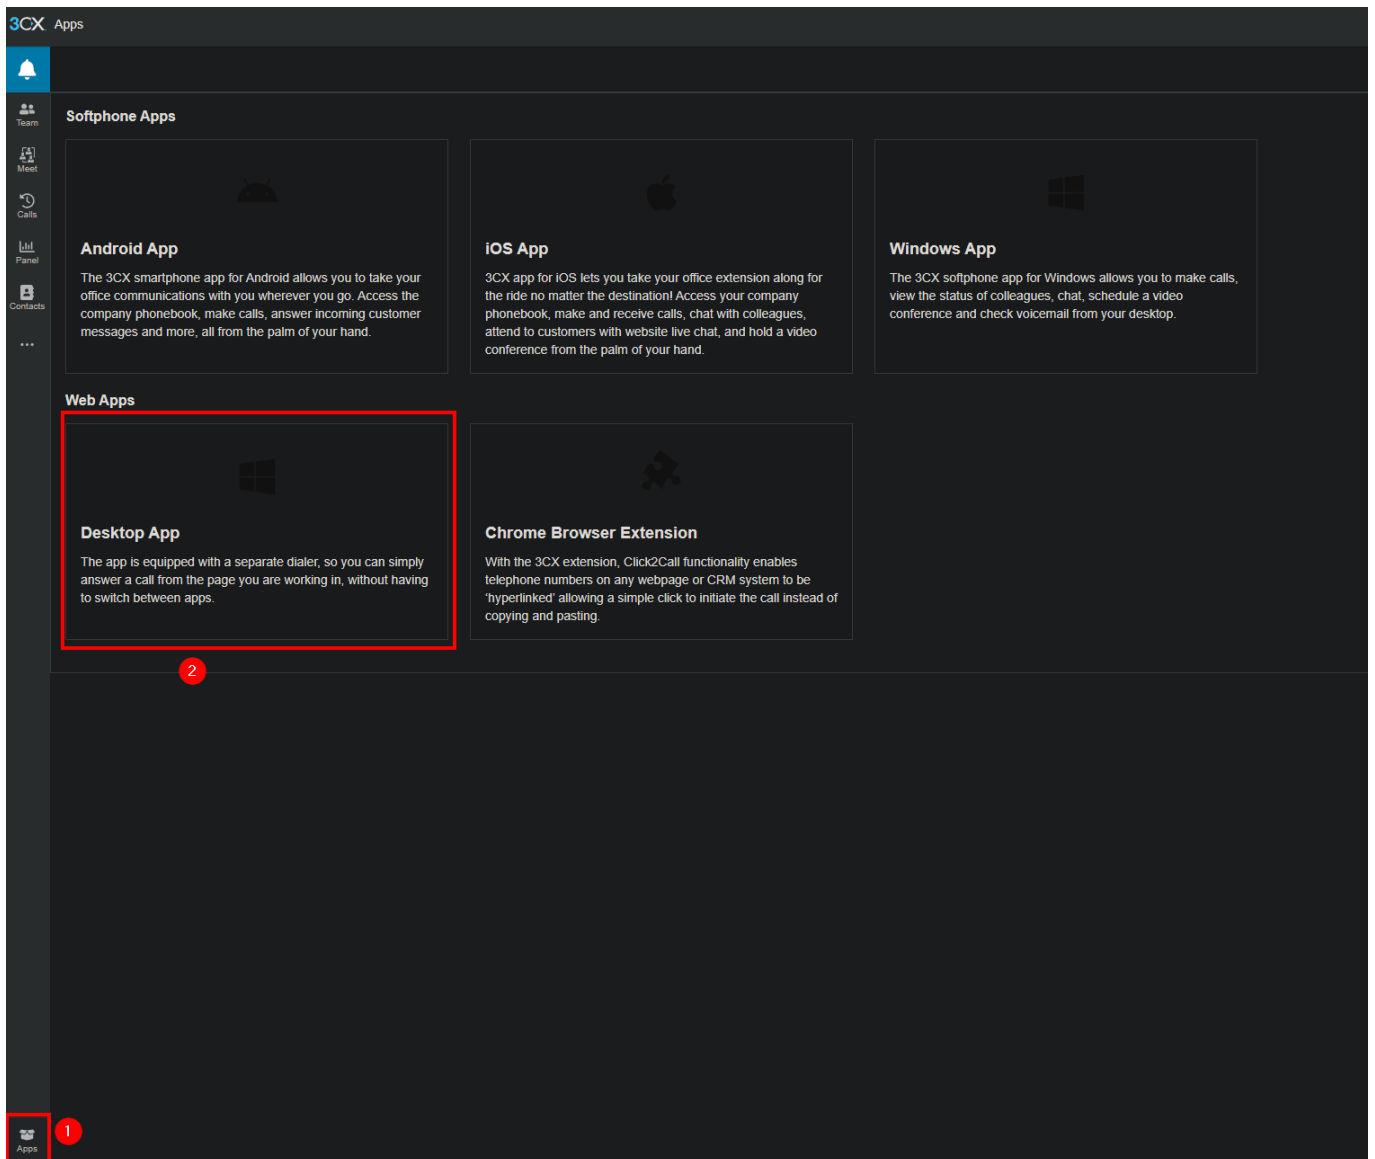 3CX Apps
Team
Meet
Calls
Panel
Contacts
Softphone Apps
Android App
The 3CX smartphone app for Android allows you to take your
office communications with you wherever you go. Access the
company phonebook, make calls, answer incoming customer
messages and more, all from the palm of your hand.
iOS App
3CX app for iOS lets you take your office extension along for
the ride no matter the destination! Access your company
phonebook, make and receive calls, chat with colleagues,
attend to customers with website live chat, and hold a video
conference from the palm of your hand.
Windows App
The 3CX softphone app for Windows allows you to make calls,
view the status of colleagues, chat, schedule a video
conference and check voicemail from your desktop.
Web Apps
Desktop App
The app is equipped with a separate dialer, so you can simply
answer a call from the page you are working in, without having
to switch between apps.
Chrome Browser Extension
With the 3CX extension, Click2Call functionality enables
telephone numbers on any webpage or CRM system to be
‘hyperlinked’ allowing a simple click to initiate the call instead of
copying and pasting.
2
1
Apps